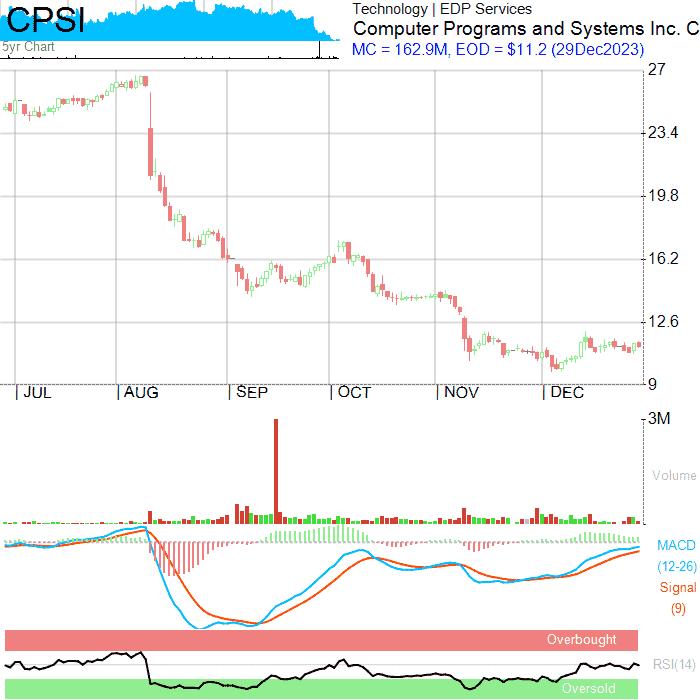 CPSI
5yr Chart
Technology | EDP Services
Computer Programs and Systems Inc. C
MC = 162.9M, EOD = $11.2 (29Dec2023)
27
23.4
19.8
16.2
12.6
9
JUL AUG SEP OCT NOV DEC
3M
Volume
MACD
(12-26)
Signal
(9)
Overbought
RSI(14)
Oversold